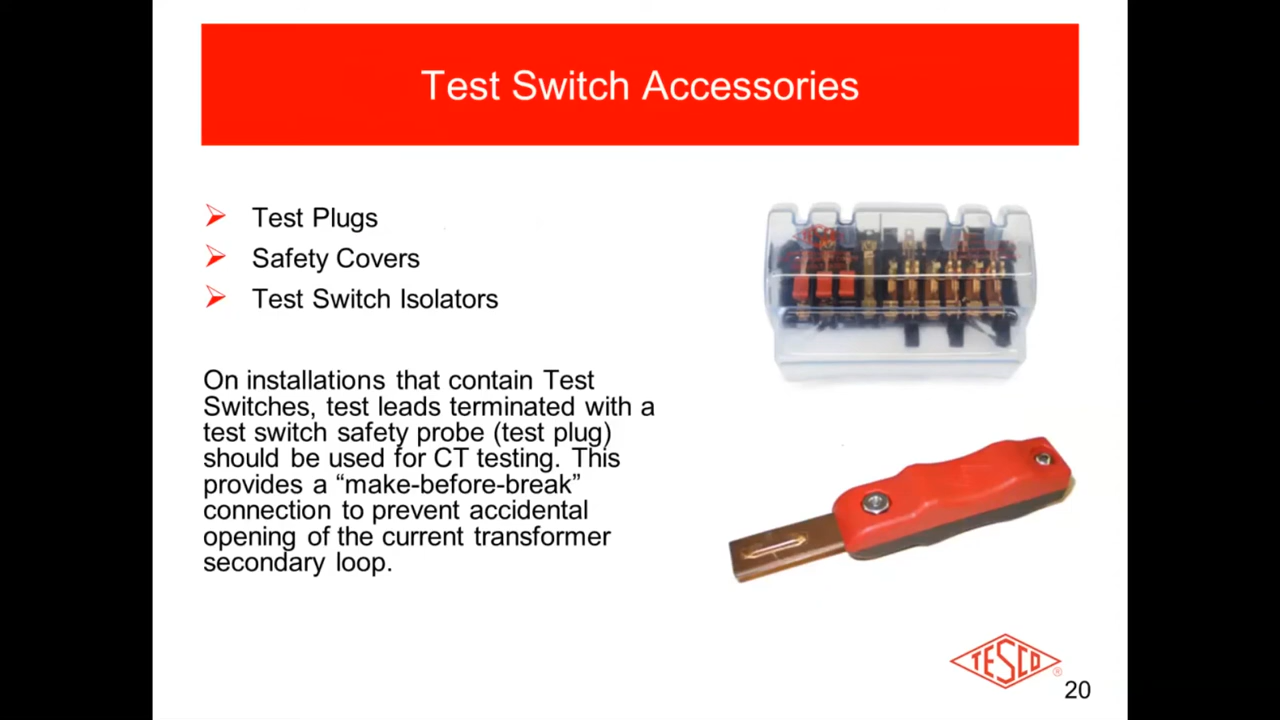 Test Switch Accessories
Test Plugs
Safety Covers
Test Switch Isolators
On installations that contain Test
Switches, test leads terminated with a
test switch safety probe (test plug)
should be used for CT testing. This
provides a “make-before-break”
connection to prevent accidental
opening of the current transformer
secondary loop.
TESCO
®
20